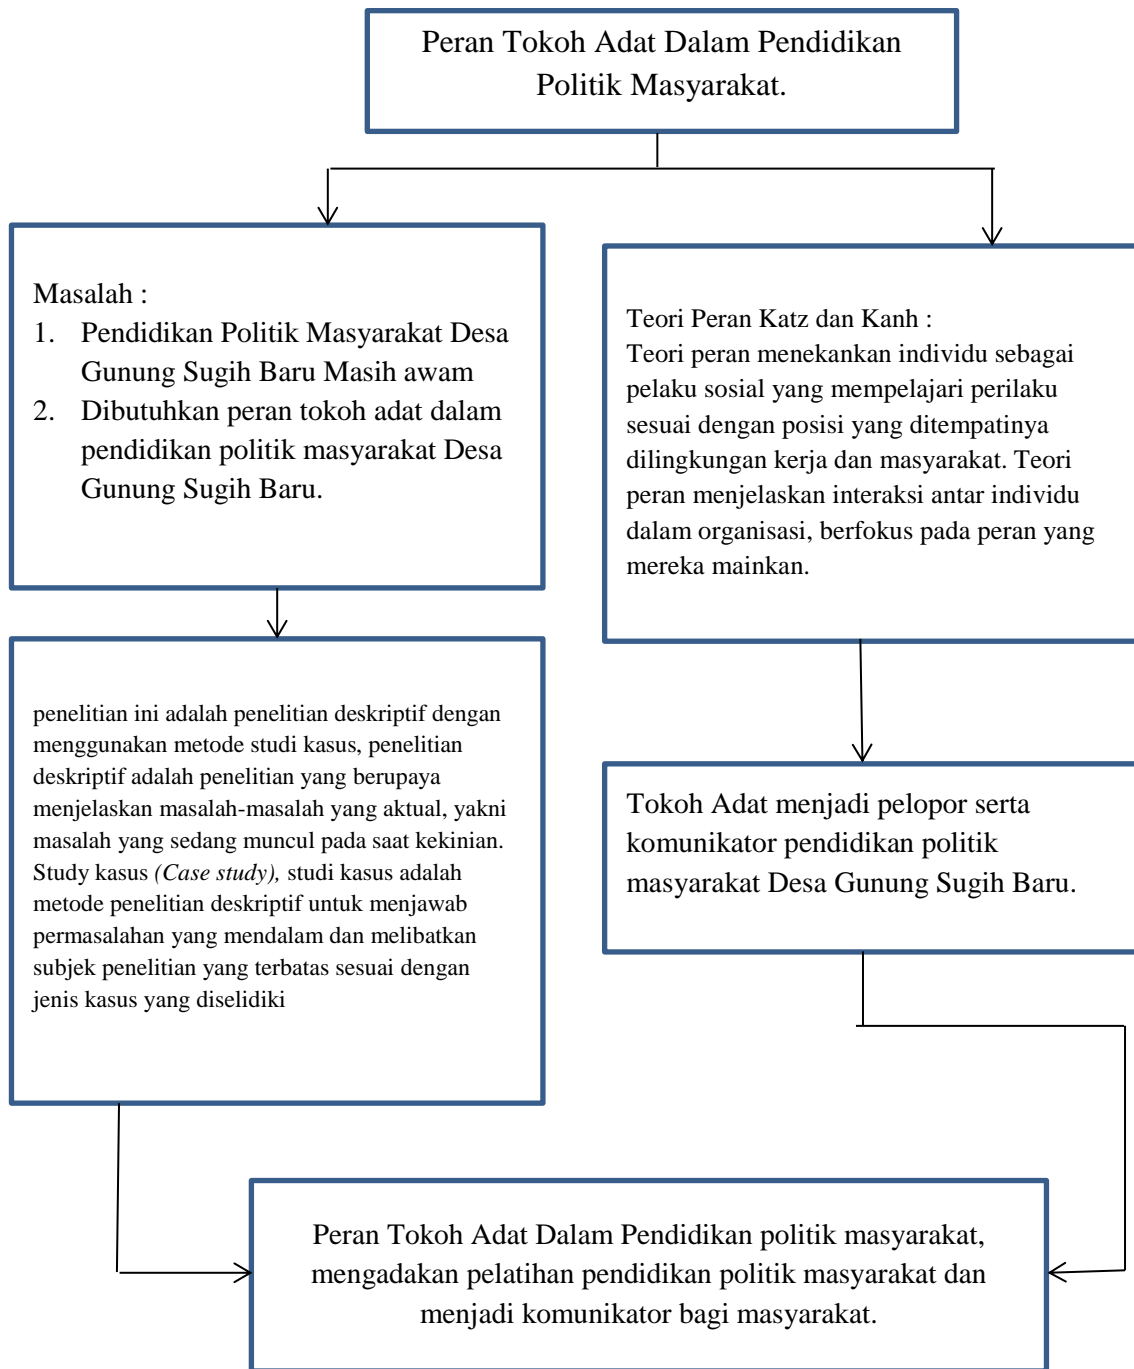 Peran Tokoh Adat Dalam Pendidikan
Politik Masyarakat.
Masalah :
1. Pendidikan Politik Masyarakat Desa
Gunung Sugih Baru Masih awam
2. Dibutuhkan peran tokoh adat dalam
pendidikan politik masyarakat Desa
Gunung Sugih Baru.
Teori Peran Katz dan Kanh :
Teori peran menekankan individu sebagai
pelaku sosial yang mempelajari perilaku
sesuai dengan posisi yang ditempatinya
dilingkungan kerja dan masyarakat. Teori
peran menjelaskan interaksi antar individu
dalam organisasi, berfokus pada peran yang
mereka mainkan.
penelitian ini adalah penelitian deskriptif dengan
menggunakan metode studi kasus, penelitian
deskriptif adalah penelitian yang berupaya
menjelaskan masalah-masalah yang aktual, yakni
masalah yang sedang muncul pada saat kekinian.
Study kasus (Case study), studi kasus adalah
metode penelitian deskriptif untuk menjawab
permasalahan yang mendalam dan melibatkan
subjek penelitian yang terbatas sesuai dengan
jenis kasus yang diselidiki
Tokoh Adat menjadi pelopor serta
komunikator pendidikan politik
masyarakat Desa Gunung Sugih Baru.
Peran Tokoh Adat Dalam Pendidikan politik masyarakat,
mengadakan pelatihan pendidikan politik masyarakat dan
menjadi komunikator bagi masyarakat.